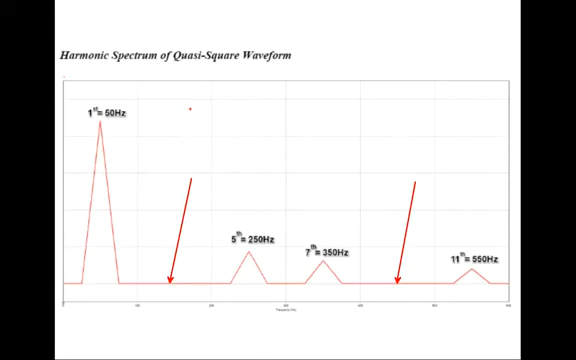 Harmonic Spectrum of Quasi-Square Waveform
1st= 50Hz
5th= 250Hz
7th= 350Hz
11th= 550Hz